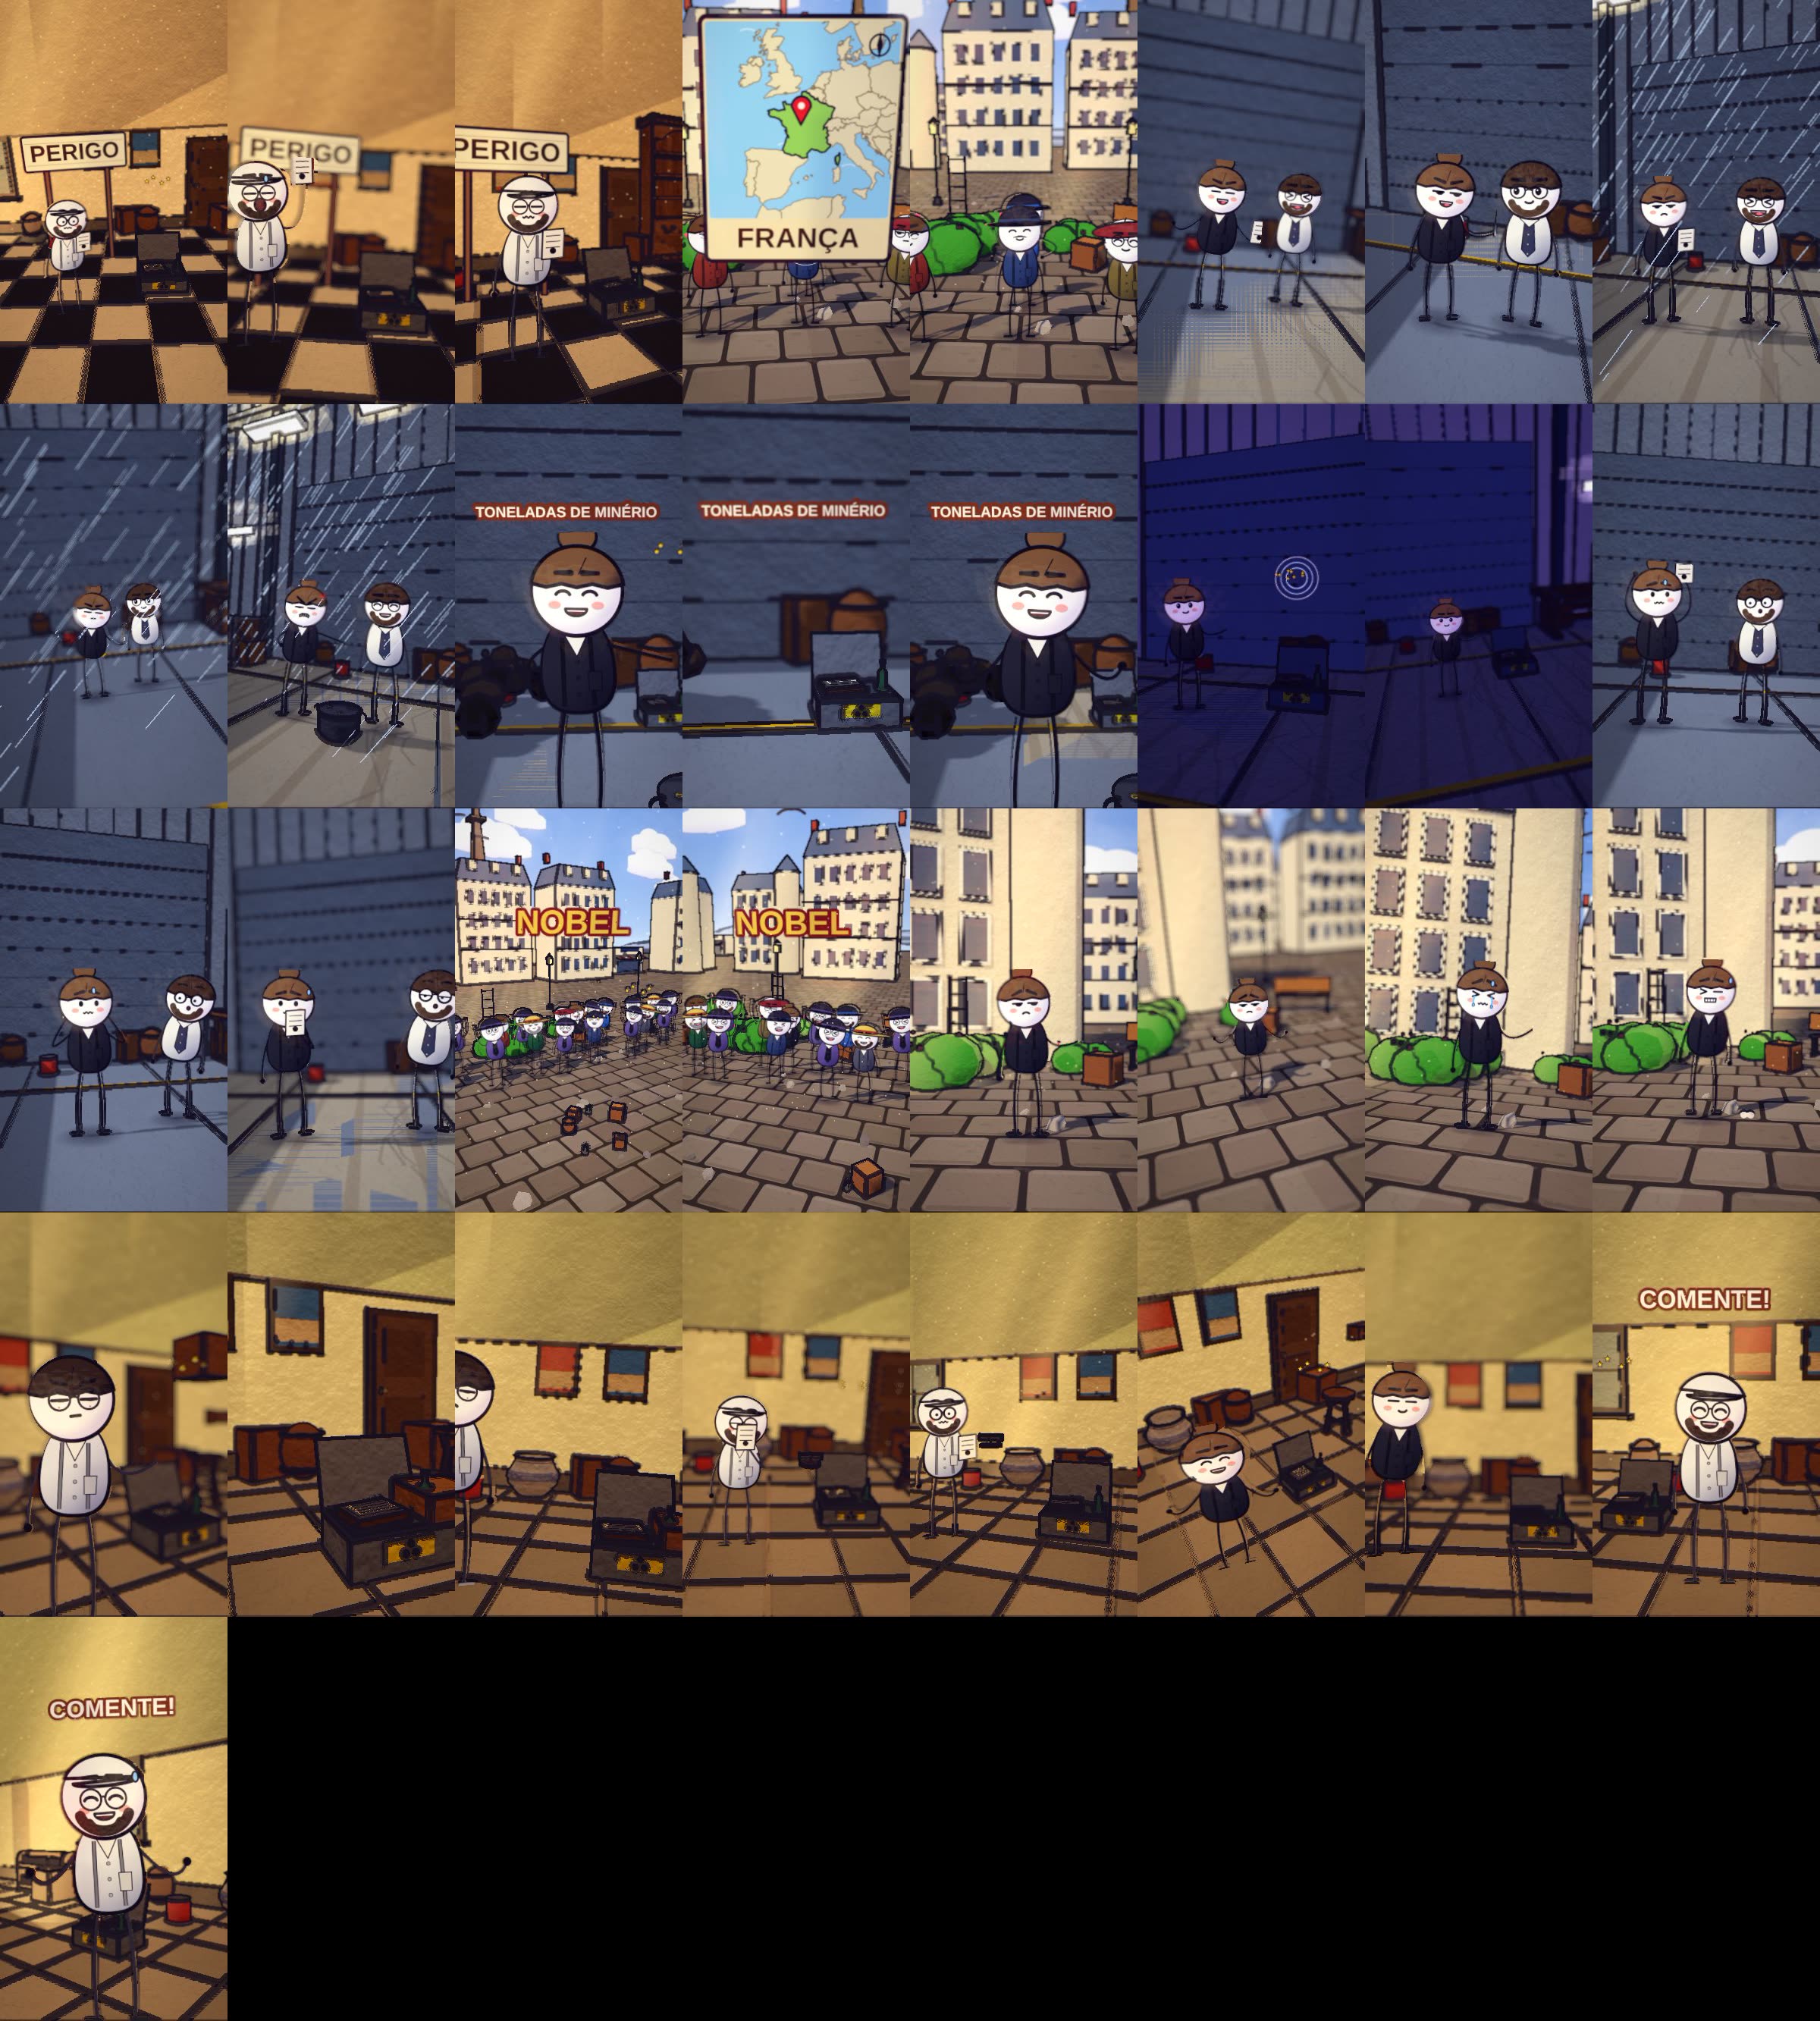 PERIGO
PERIGO
PERIGO
FRANÇA
TONELADAS DE MINÉRIO
TONELADAS DE MINÉRIO
TONELADAS DE MINÉRIO
NOBEL
NOBEL
COMENTE!
COMENTE!